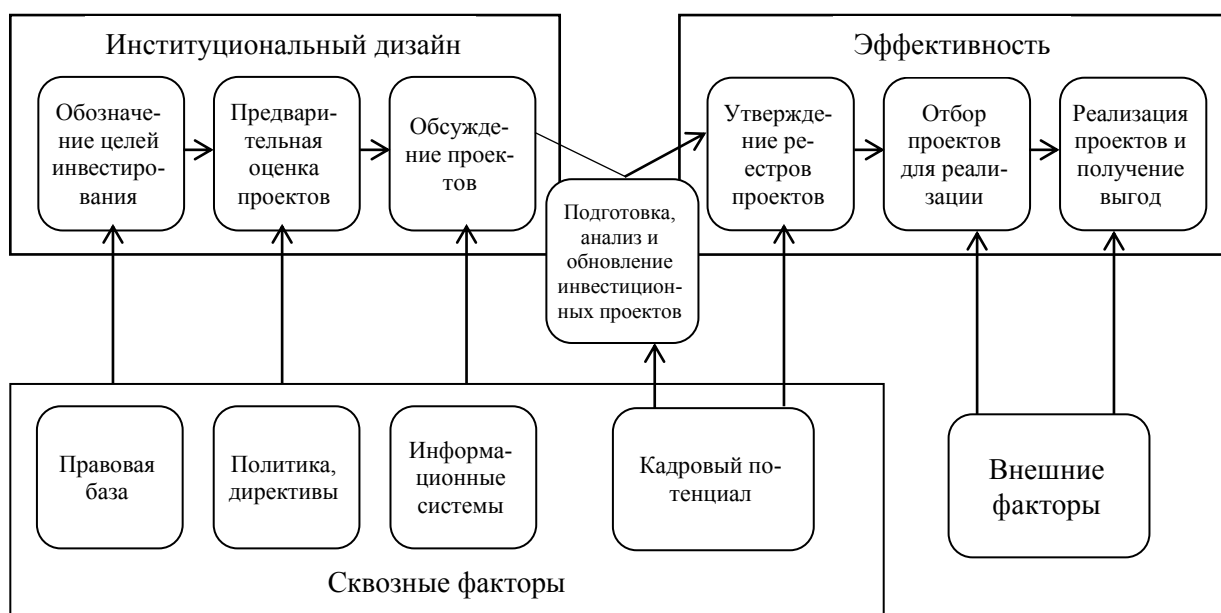 Институциональный дизайн
Обозначе-
ние целей
инвестиро-
вания
Предвари-
тельная
оценка
проектов
Обсужде-
ние проек-
тов
Подготовка,
анализ и
обновление
инвестицион-
ных проектов
Эффективность
Утвержде-
ние ре-
естров
проектов
Отбор
проектов
для реали-
зации
Реализация
проектов и
получение
выгод
Правовая
база
Политика,
директивы
Информа-
ционные
системы
Кадровый по-
тенциал
Сквозные факторы
Внешние
факторы